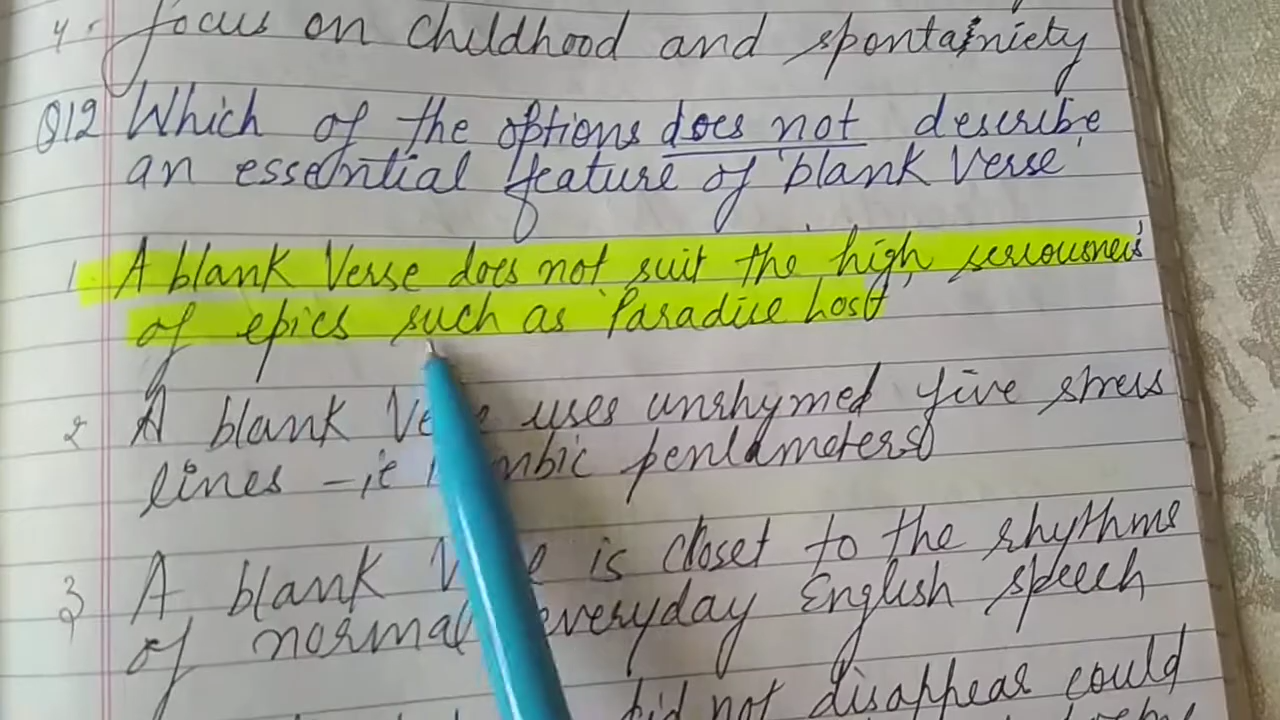 4. focus on childhood and spontainiety
Q12 Which of the options does not describe
an essential feature of 'blank Verse'
1. A blank Verse does not suit the high seriousness
of epics such as 'Paradise Lost
2 A blank uses unrhymed five stress
lines - ie pentameters)
3 A blank is closet to the rhythms
of normal everyday English speech
did not disappear could